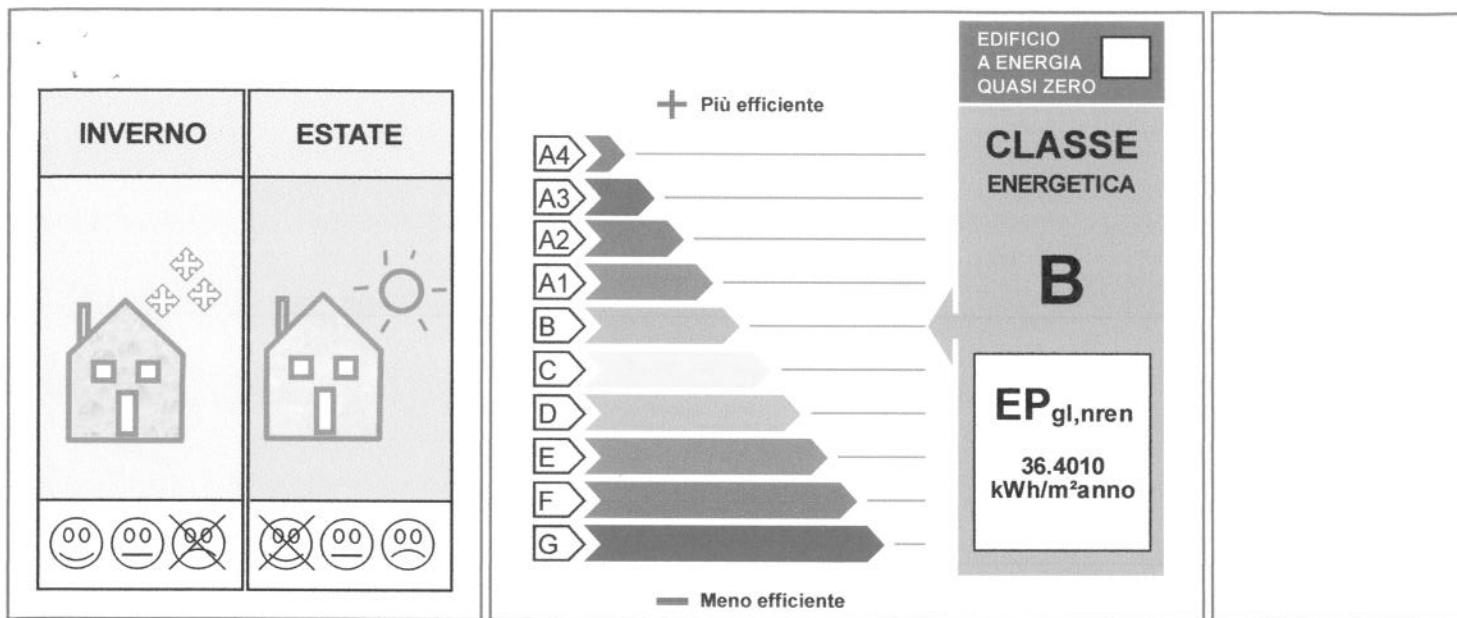 INVERNO
ESTATE
Più efficiente
A4
A3
A2
A1
B
C
D
E
F
G
Meno efficiente
EDIFICIO
A ENERGIA
QUASI ZERO
CLASSE
ENERGETICA
B
EPgl,nren
36.4010
kWh/m²anno